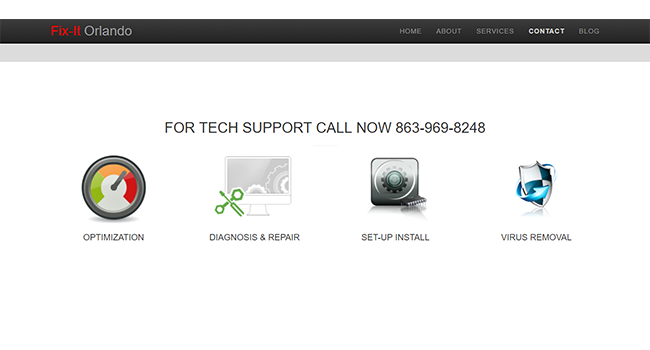 Fix-It Orlando HOME ABOUT SERVICES CONTACT BLOG
FOR TECH SUPPORT CALL NOW 863-969-8248
OPTIMIZATION DIAGNOSIS & REPAIR SET-UP INSTALL VIRUS REMOVAL